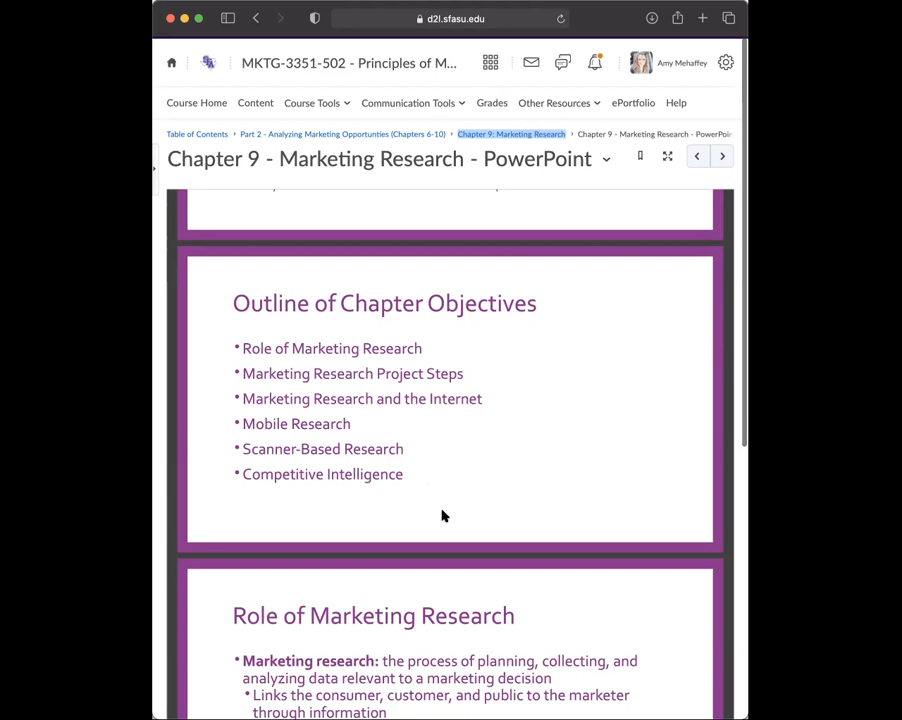 d2l.sfasu.edu
MKTG-3351-502 - Principles of M...
Amy Mehaffey
Course Home Content Course Tools Communication Tools Grades Other Resources ePortfolio Help
Table of Contents › Part 2 - Analyzing Marketing Opportunities (Chapters 6-10) › Chapter 9: Marketing Research › Chapter 9 - Marketing Research - PowerPoi
Chapter 9 - Marketing Research - PowerPoint
Outline of Chapter Objectives
• Role of Marketing Research
• Marketing Research Project Steps
• Marketing Research and the Internet
• Mobile Research
• Scanner-Based Research
• Competitive Intelligence
Role of Marketing Research
• Marketing research: the process of planning, collecting, and
analyzing data relevant to a marketing decision
• Links the consumer, customer, and public to the marketer
through information